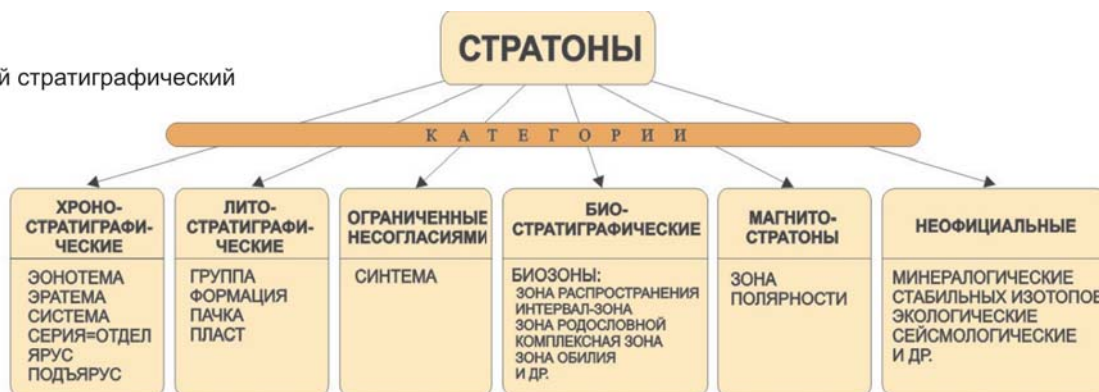 СТРАТОНЫ
й стратиграфический
КАТЕГОРИИ
ХРОНО-
СТРАТИГРАФИ-
ЧЕСКИЕ
ЭОНОТЕМА
ЭРАТЕМА
СИСТЕМА
СЕРИЯ=ОТДЕЛ
ЯРУС
ПОДЪЯРУС
ЛИТО-
СТРАТИГРАФИ-
ЧЕСКИЕ
ГРУППА
ФОРМАЦИЯ
ПАЧКА
ПЛАСТ
ОГРАНИЧЕННЫЕ
НЕСОГЛАСИЯМИ
СИНТЕМА
БИО-
СТРАТИГРАФИЧЕСКИЕ
БИОЗОНЫ:
ЗОНА РАСПРОСТРАНЕНИЯ
ИНТЕРВАЛ-ЗОНА
ЗОНА РОДОСЛОВНОЙ
КОМПЛЕКСНАЯ ЗОНА
ЗОНА ОБИЛИЯ
И ДР.
МАГНИТО-
СТРАТОНЫ
ЗОНА
ПОЛЯРНОСТИ
НЕОФИЦИАЛЬНЫЕ
МИНЕРАЛОГИЧЕСКИЕ
СТАБИЛЬНЫХ ИЗОТОПОВ
ЭКОЛОГИЧЕСКИЕ
СЕЙСМОЛОГИЧЕСКИЕ
И ДР.